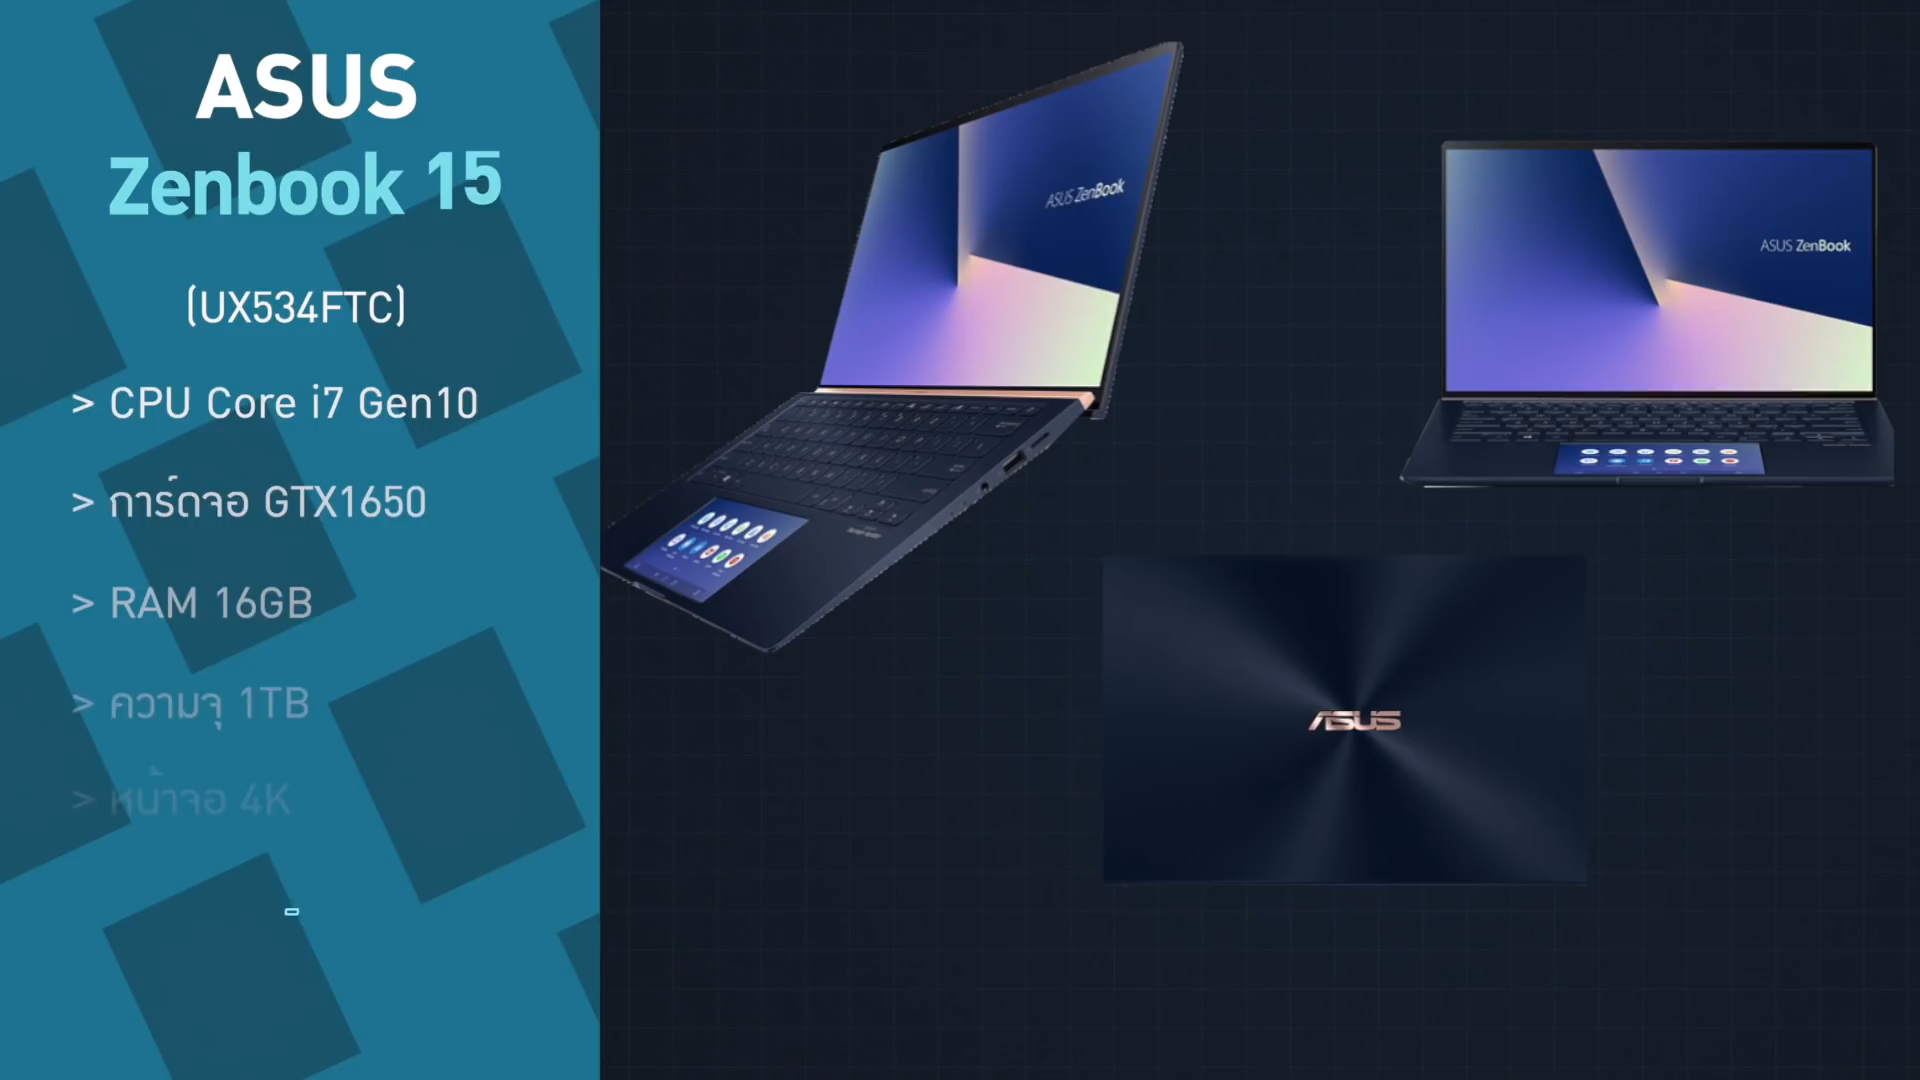 ASUS
Zenbook 15
(UX534FTC)
> CPU Core i7 Gen10
> การ์ดจอ GTX1650
> RAM 16GB
> ความจุ 1TB
> หน้าจอ 4K
ASUS ZenBook
ASUS ZenBook
ASUS